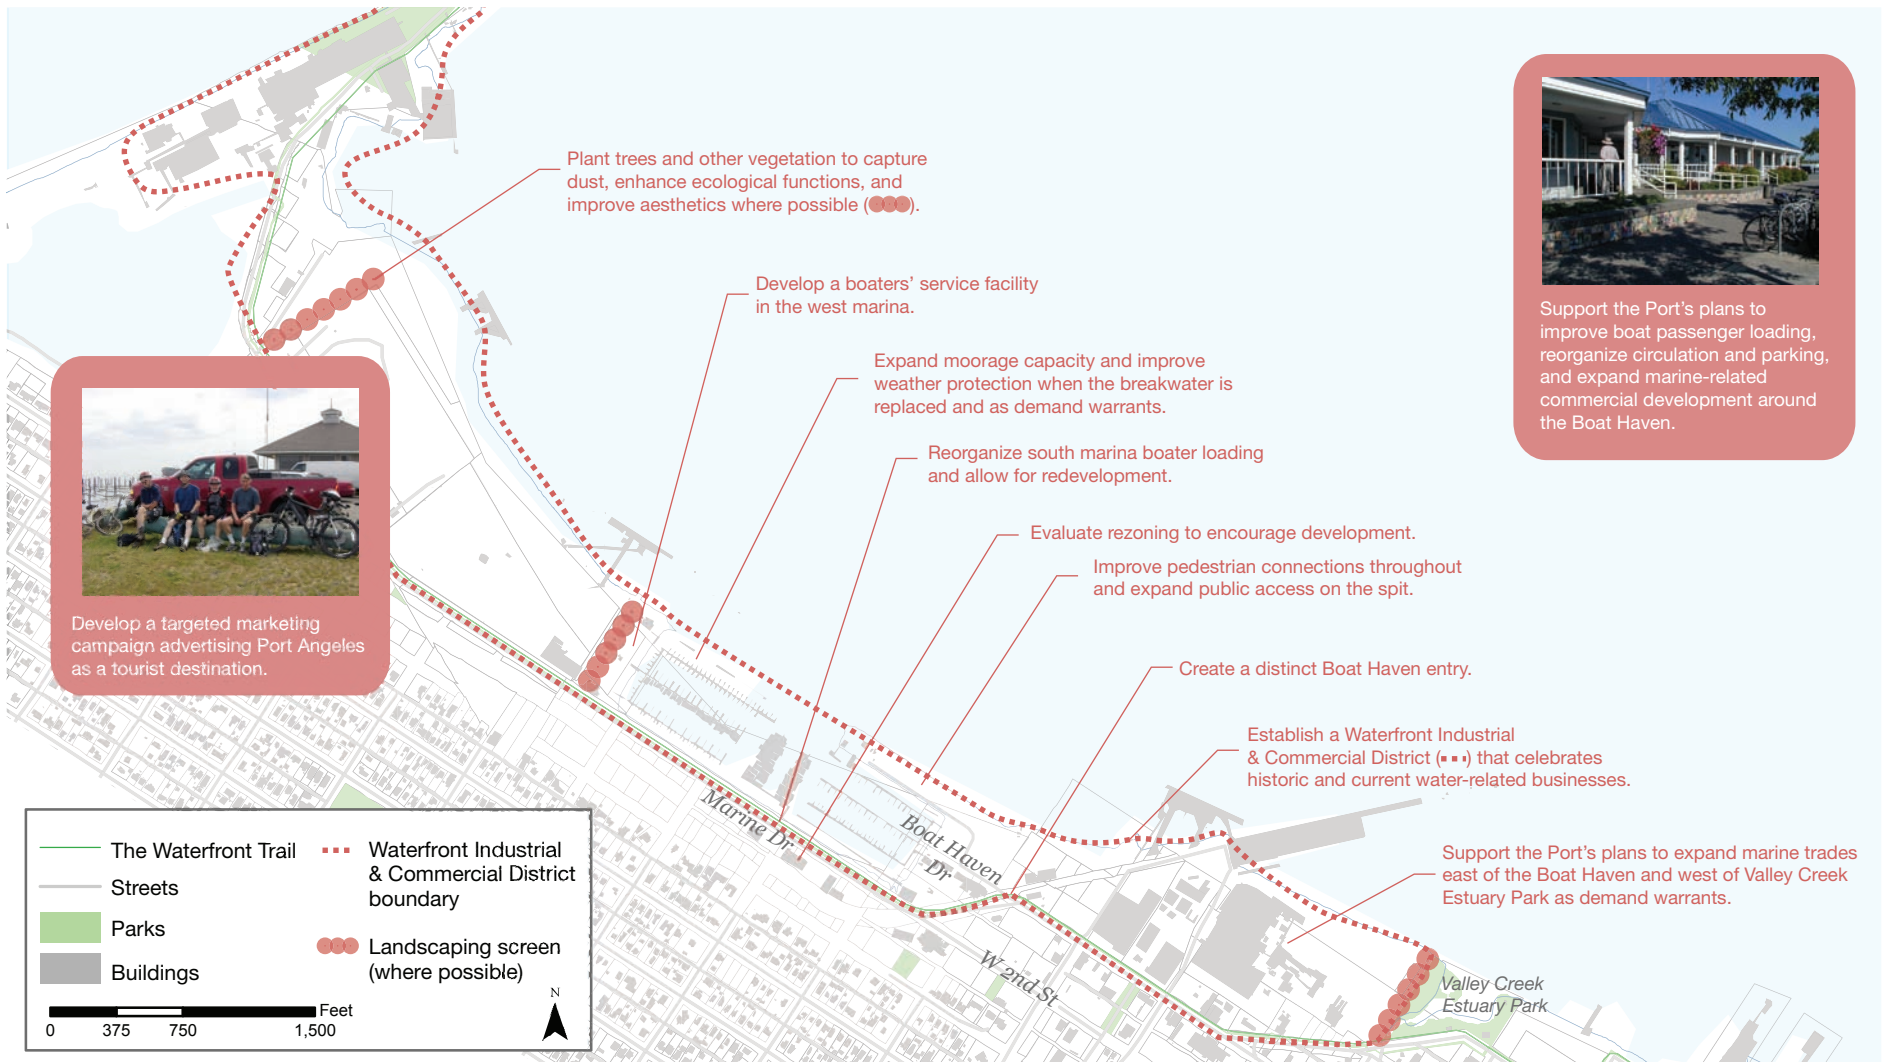 Plant trees and other vegetation to capture
dust, enhance ecological functions, and
improve aesthetics where possible ( ).
Develop a boaters’ service facility
in the west marina.
Expand moorage capacity and improve
weather protection when the breakwater is
replaced and as demand warrants.
Reorganize south marina boater loading
and allow for redevelopment.
Evaluate rezoning to encourage development.
Improve pedestrian connections throughout
and expand public access on the spit.
Create a distinct Boat Haven entry.
Establish a Waterfront Industrial
& Commercial District ( ) that celebrates
historic and current water-related businesses.
Support the Port’s plans to expand marine trades
east of the Boat Haven and west of Valley Creek
Estuary Park as demand warrants.
Support the Port’s plans to
improve boat passenger loading,
reorganize circulation and parking,
and expand marine-related
commercial development around
the Boat Haven.
Develop a targeted marketing
campaign advertising Port Angeles
as a tourist destination.
Marine Dr
Boat Haven
Dr
W 2nd St
Valley Creek
Estuary Park
The Waterfront Trail
Streets
Parks
Buildings
Waterfront Industrial
& Commercial District
boundary
Landscaping screen
(where possible)
Feet
0 375 750 1,500
N